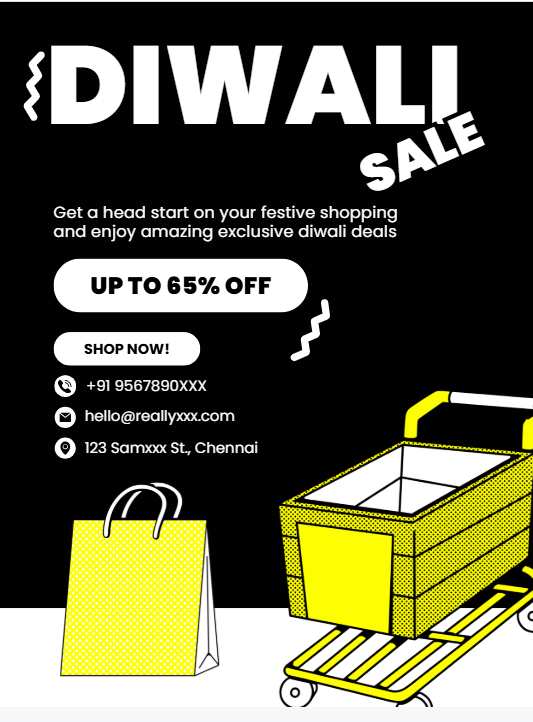 DIWALI
SALE
Get a head start on your festive shopping
and enjoy amazing exclusive diwali deals
UP TO 65% OFF
SHOP NOW!
+91 9567890XXX
hello@reallyxxx.com
123 Samxxx St., Chennai